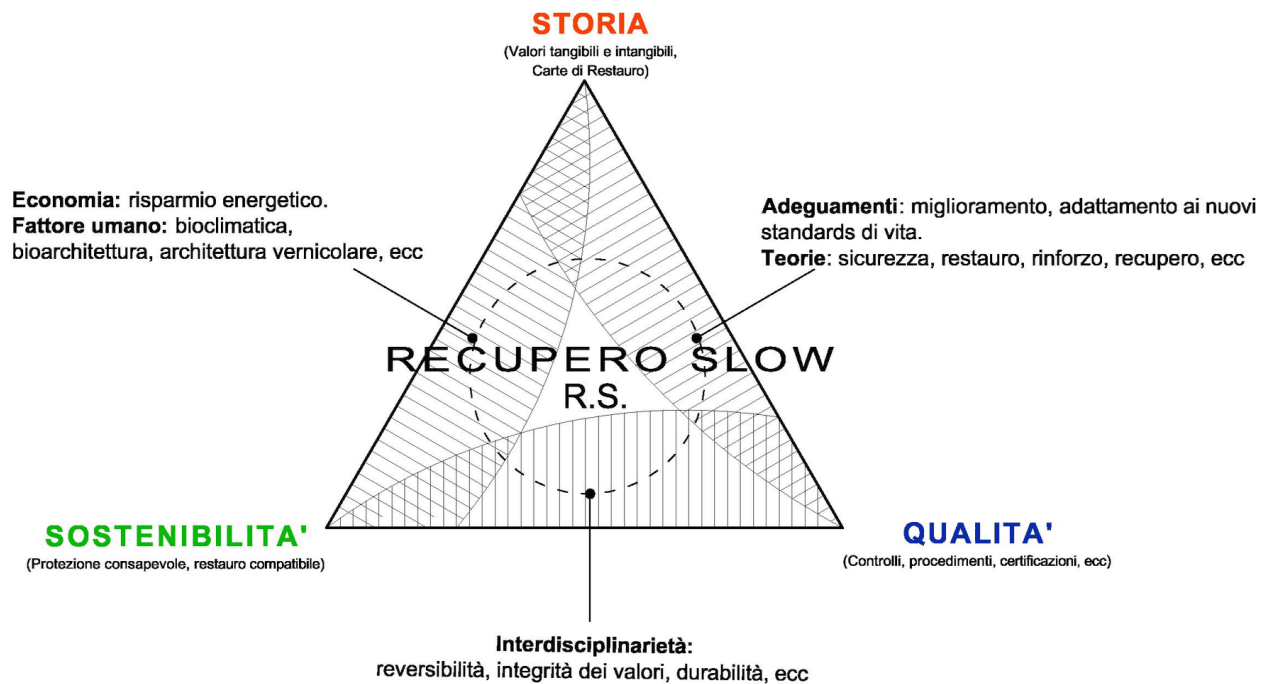 STORIA
(Valori tangibili e intangibili,
Carte di Restauro)
Economia: risparmio energetico.
Fattore umano: bioclimatica,
bioarchitettura, architettura vernicolare, ecc
Adeguamenti: miglioramento, adattamento ai nuovi
standards di vita.
Teorie: sicurezza, restauro, rinforzo, recupero, ecc
RECUPERO SLOW
R.S.
SOSTENIBILITA'
(Protezione consapevole, restauro compatibile)
QUALITA'
(Controlli, procedimenti, certificazioni, ecc)
Interdisciplinarietà:
reversibilità, integrità dei valori, durabilità, ecc